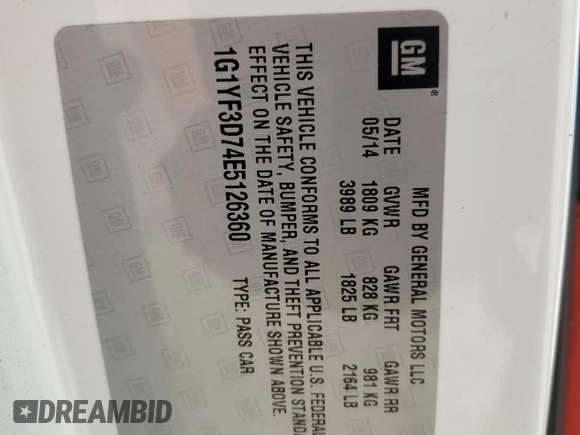 GM
®
MFD BY GENERAL MOTORS LLC
DATE GVWR GAWR FRT GAWR RR
05/14 1809 KG 828 KG 981 KG
3989 LB 1825 LB 2164 LB
THIS VEHICLE CONFORMS TO ALL APPLICABLE U.S. FEDERAL
VEHICLE SAFETY, BUMPER, AND THEFT PREVENTION STAND
EFFECT ON THE DATE OF MANUFACTURE SHOWN ABOVE.
1G1YF3D74E5126360 TYPE: PASS CAR
DREAMBID